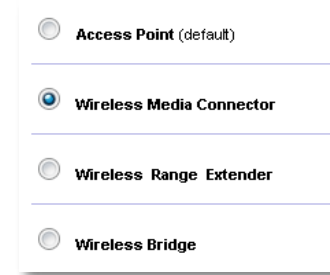 Access Point (default)
Wireless Media Connector
Wireless Range Extender
Wireless Bridge